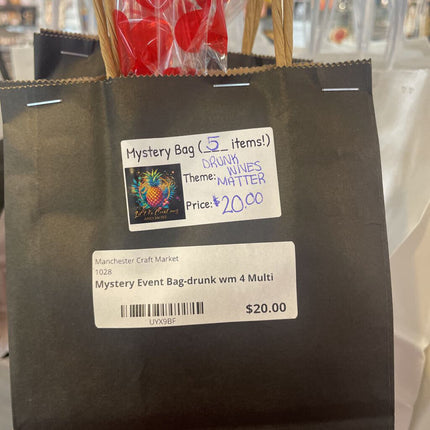 Mystery Bag (_5_ items!)
DRUNK
WIVES
Theme: MATTER
Price: $20.00
Manchester Craft Market
1028
Mystery Event Bag-drunk wm 4 Multi
$20.00
UYX9BF